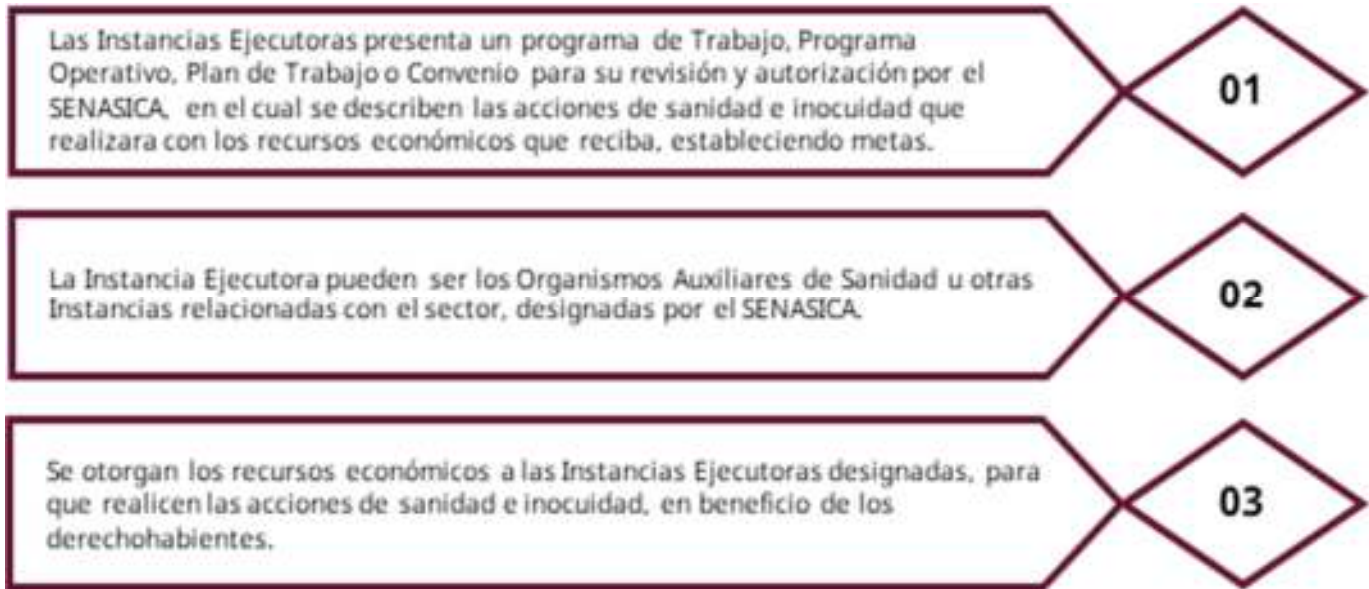 Las Instancias Ejecutoras presenta un programa de Trabajo, Programa
Operativo, Plan de Trabajo o Convenio para su revisión y autorización por el
SENASICA, en el cual se describen las acciones de sanidad e inocuidad que
realizara con los recursos económicos que reciba, estableciendo metas.
01
La Instancia Ejecutora pueden ser los Organismos Auxiliares de Sanidad u otras
Instancias relacionadas con el sector, designadas por el SENASICA.
02
Se otorgan los recursos económicos a las Instancias Ejecutoras designadas, para
que realicen las acciones de sanidad e inocuidad, en beneficio de los
derechohabientes.
03